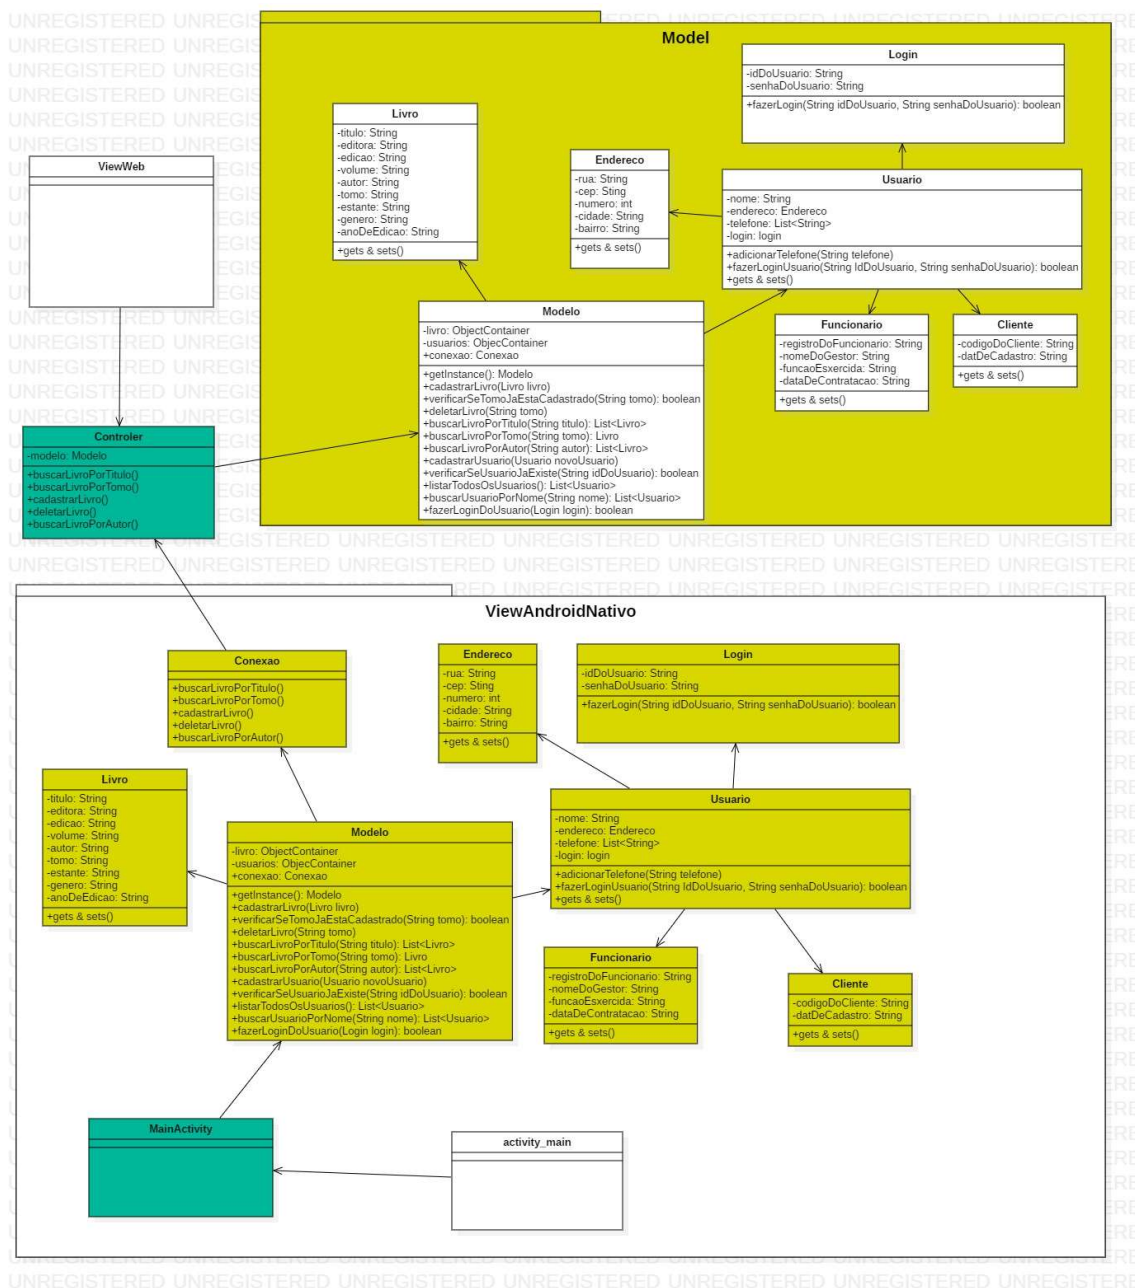 Model
Login
-idDoUsuario: String
-senhaDoUsuario: String
+fazerLogin(String idDoUsuario, String senhaDoUsuario): boolean
Livro
-titulo: String
-editora: String
-edicao: String
-volume: String
-autor: String
-tomo: String
-estante: String
-genero: String
-anoDeEdicao: String
+gets & sets()
Endereco
-rua: String
-cep: String
-numero: int
-cidade: String
-bairro: String
+gets & sets()
ViewWeb
Usuario
-nome: String
-endereco: Endereco
-telefone: List<String>
-login: login
+adicionarTelefone(String telefone)
+fazerLoginUsuario(String IdDoUsuario, String senhaDoUsuario): boolean
+gets & sets()
Modelo
-livro: ObjectContainer
-usuarios: ObjecContainer
+conexao: Conexao
+getInstance(): Modelo
+cadastrarLivro(Livro livro)
+verificarSeTomoJaEstaCadastrado(String tomo): boolean
+deletarLivro(String tomo)
+buscarLivroPorTitulo(String titulo): List<Livro>
+buscarLivroPorTomo(String tomo): Livro
+buscarLivroPorAutor(String autor): List<Livro>
+cadastrarUsuario(Usuario novoUsuario)
+verificarSeUsuarioJaExiste(String idDoUsuario): boolean
+listarTodosOsUsuarios(): List<Usuario>
+buscarUsuarioPorNome(String nome): List<Usuario>
+fazerLoginDoUsuario(Login login): boolean
Funcionario
-registroDoFuncionario: String
-nomeDoGestor: String
-funcaoEsxercida: String
-dataDeContratacao: String
+gets & sets()
Cliente
-codigoDoCliente: String
-datDeCadastro: String
+gets & sets()
Controler
-modelo: Modelo
+buscarLivroPorTitulo()
+buscarLivroPorTomo()
+cadastrarLivro()
+deletarLivro()
+buscarLivroPorAutor()
ViewAndroidNativo
Conexao
+buscarLivroPorTitulo()
+buscarLivroPorTomo()
+cadastrarLivro()
+deletarLivro()
+buscarLivroPorAutor()
Endereco
-rua: String
-cep: Sting
-numero: int
-cidade: String
-bairro: String
+gets & sets()
Login
-idDoUsuario: String
-senhaDoUsuario: String
+fazerLogin(String idDoUsuario, String senhaDoUsuario): boolean
Livro
-titulo: String
-editora: String
-edicao: String
-volume: String
-autor: String
-tomo: String
-estante: String
-genero: String
-anoDeEdicao: String
+gets & sets()
Modelo
-livro: ObjectContainer
-usuarios: ObjecContainer
+conexao: Conexao
+getInstance(): Modelo
+cadastrarLivro(Livro livro)
+verificarSeTomoJaEstaCadastrado(String tomo): boolean
+deletarLivro(String tomo)
+buscarLivroPorTitulo(String titulo): List<Livro>
+buscarLivroPorTomo(String tomo): Livro
+buscarLivroPorAutor(String autor): List<Livro>
+cadastrarUsuario(Usuario novoUsuario)
+verificarSeUsuarioJaExiste(String idDoUsuario): boolean
+listarTodosOsUsuarios(): List<Usuario>
+buscarUsuarioPorNome(String nome): List<Usuario>
+fazerLoginDoUsuario(Login login): boolean
Usuario
-nome: String
-endereco: Endereco
-telefone: List<String>
-login: login
+adicionarTelefone(String telefone)
+fazerLoginUsuario(String IdDoUsuario, String senhaDoUsuario): boolean
+gets & sets()
Funcionario
-registroDoFuncionario: String
-nomeDoGestor: String
-funcaoEsxercida: String
-dataDeContratacao: String
+gets & sets()
Cliente
-codigoDoCliente: String
-datDeCadastro: String
+gets & sets()
MainActivity
activity_main
UNREGISTERED UNREGISTERED UNREGISTERED UNREGISTERED UNREGISTERED UNREGISTERED UNREGISTERED